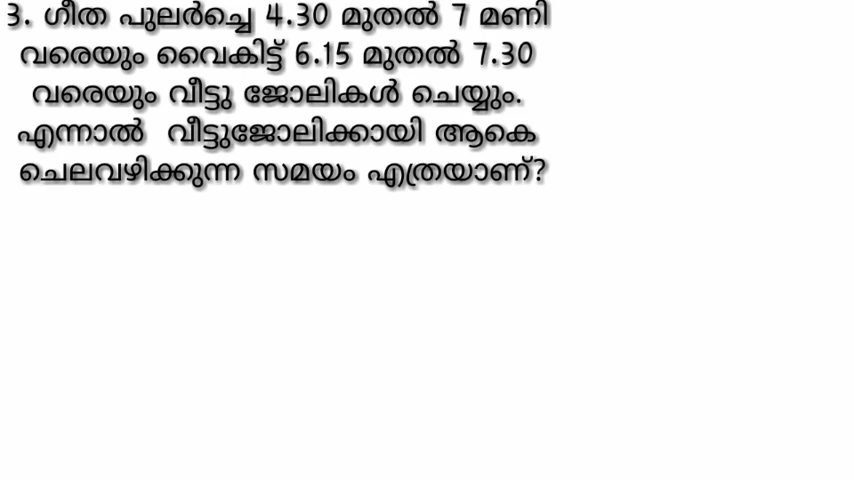 3. ഗീത പുലർച്ചെ 4.30 മുതൽ 7 മണി
വരെയും വൈകിട്ട് 6.15 മുതൽ 7.30
വരെയും വീട്ടു ജോലികൾ ചെയ്യും.
എന്നാൽ വീട്ടുജോലിക്കായി ആകെ
ചെലവഴിക്കുന്ന സമയം എത്രയാണ്?